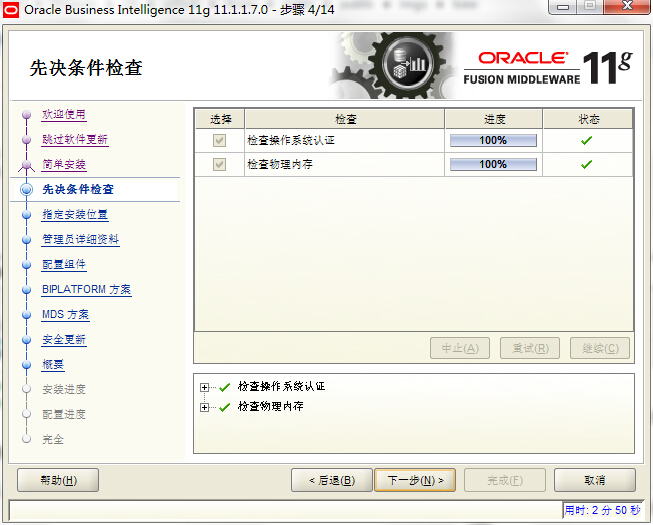 Oracle Business Intelligence 11g 11.1.1.7.0 - 步骤 4/14
先决条件检查
ORACLE
FUSION MIDDLEWARE 11g
欢迎使用
跳过软件更新
简单安装
先决条件检查
指定安装位置
管理员详细资料
配置组件
BIPLATFORM 方案
MDS 方案
安全更新
概要
安装进度
配置进度
完全
选择 检查 进度 状态
检查操作系统认证 100%
检查物理内存 100%
中止(A) 重试(R) 继续(C)
检查操作系统认证
检查物理内存
帮助(H) < 后退(B) 下一步(N) > 完成(F) 取消
用时: 2 分 50 秒